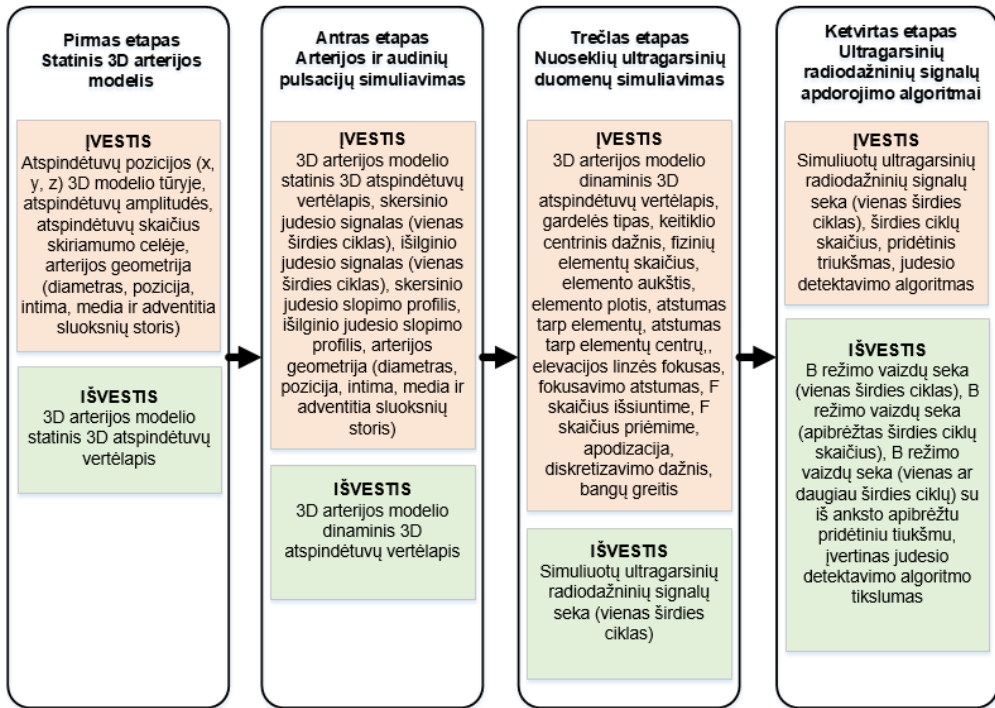 Pirmas etapas
Statinis 3D arterijos
modelis
ĮVESTIS
Atspindėtuvų pozicijos (x,
y, z) 3D modelio tūryje,
atspindėtuvų amplitudės,
atspindėtuvų skaičius
skiriamumo celėje,
arterijos geometrija
(diametras, pozicija,
intima, media ir adventitia
sluoksnių storis)
IŠVESTIS
3D arterijos modelio
statinis 3D atspindėtuvų
vertėlapis
Antras etapas
Arterijos ir audinių
pulsacijų simuliavimas
ĮVESTIS
3D arterijos modelio
statinis 3D atspindėtuvų
vertėlapis, skersinio
judesio signalas (vienas
širdies ciklas), išilginio
judesio signalas (vienas
širdies ciklas), skersinio
judesio slopimo profilis,
išilginio judesio slopimo
profilis, arterijos
geometrija (diametras,
pozicija, intima, media ir
adventitia sluoksnių
storis)
IŠVESTIS
3D arterijos modelio
dinaminis 3D
atspindėtuvų vertėlapis
Trečlas etapas
Nuoseklių ultragarsinių
duomenų simuliavimas
ĮVESTIS
3D arterijos modelio
dinaminis 3D
atspindėtuvų vertėlapis,
gardelės tipas, keitiklio
centrinis dažnis, fizinių
elementų skaičius,
elemento aukštis,
elemento plotis, atstumas
tarp elementų, atstumas
tarp elementų centrų,,
elevacijos linzės fokusas,
fokusavimo atstumas, F
skaičius išsiuntime, F
skaičius priėmime,
apodizacija,
diskretizavimo dažnis,
bangų greitis
IŠVESTIS
Simuliuotų ultragarsinių
radiodažninių signalų
seka (vienas širdies
ciklas)
Ketvirtas etapas
Ultragarsinių
radiodažninių signalų
apdorojimo algoritmai
ĮVESTIS
Simuliuotų ultragarsinių
radiodažninių signalų
seka (vienas širdies
ciklas), širdies ciklų
skaičius, pridėtinis
triukšmas, judesio
detektavimo algoritmas
IŠVESTIS
B režimo vaizdų seka
(vienas širdies ciklas), B
režimo vaizdų seka
(apibrėžtas širdies ciklų
skaičius), B režimo
vaizdų seka (vienas ar
daugiau širdies ciklų) su
iš anksto apibrėžtu
pridėtiniu tiukšmu,
įvertinas judesio
detektavimo algoritmo
tikslumas